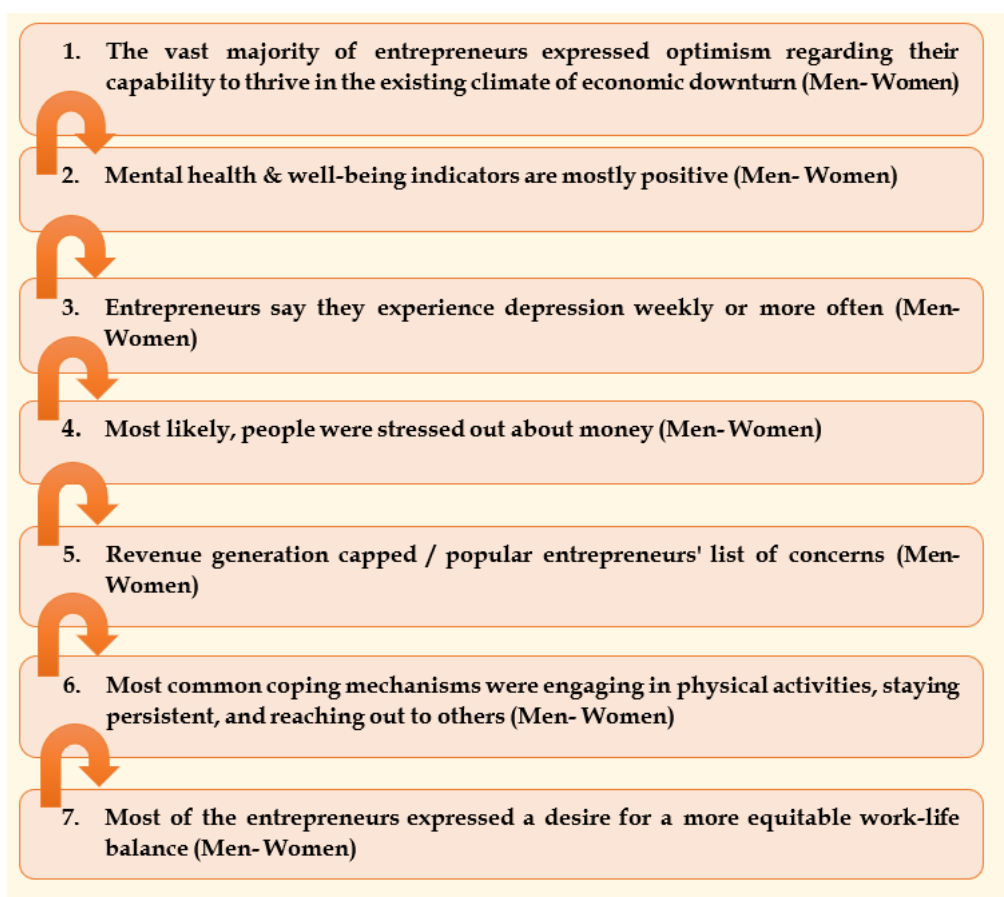 1. The vast majority of entrepreneurs expressed optimism regarding their
capability to thrive in the existing climate of economic downturn (Men- Women)
2. Mental health & well-being indicators are mostly positive (Men- Women)
3. Entrepreneurs say they experience depression weekly or more often (Men-
Women)
4. Most likely, people were stressed out about money (Men- Women)
5. Revenue generation capped / popular entrepreneurs' list of concerns (Men-
Women)
6. Most common coping mechanisms were engaging in physical activities, staying
persistent, and reaching out to others (Men- Women)
7. Most of the entrepreneurs expressed a desire for a more equitable work-life
balance (Men- Women)